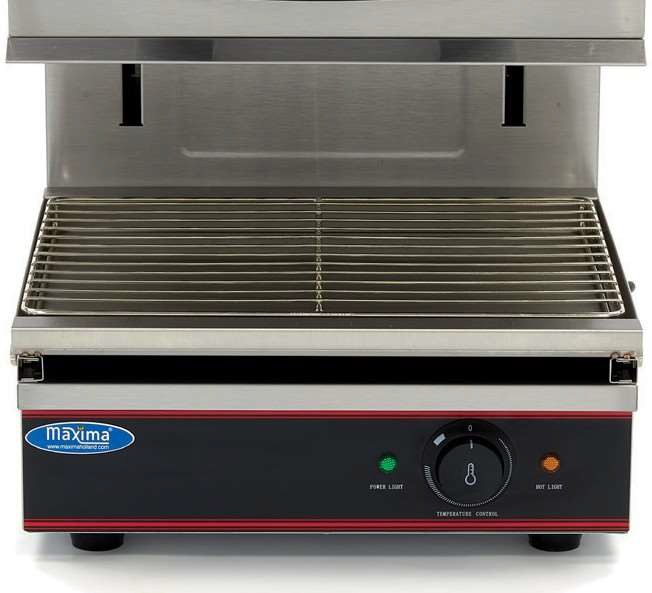 maxima®
www.maximaholland.com
0
POWER LIGHT
HOT LIGHT
TEMPERATURE CONTROL